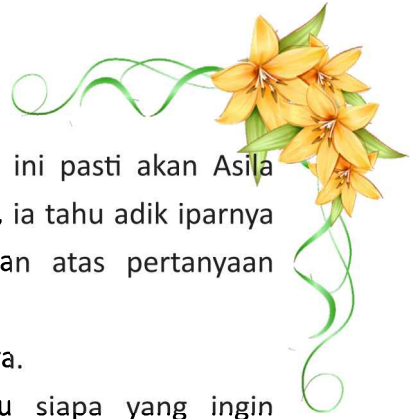 ini pasti akan Asila
, ia tahu adik iparnya
an atas pertanyaan
a.
u siapa yang ingin